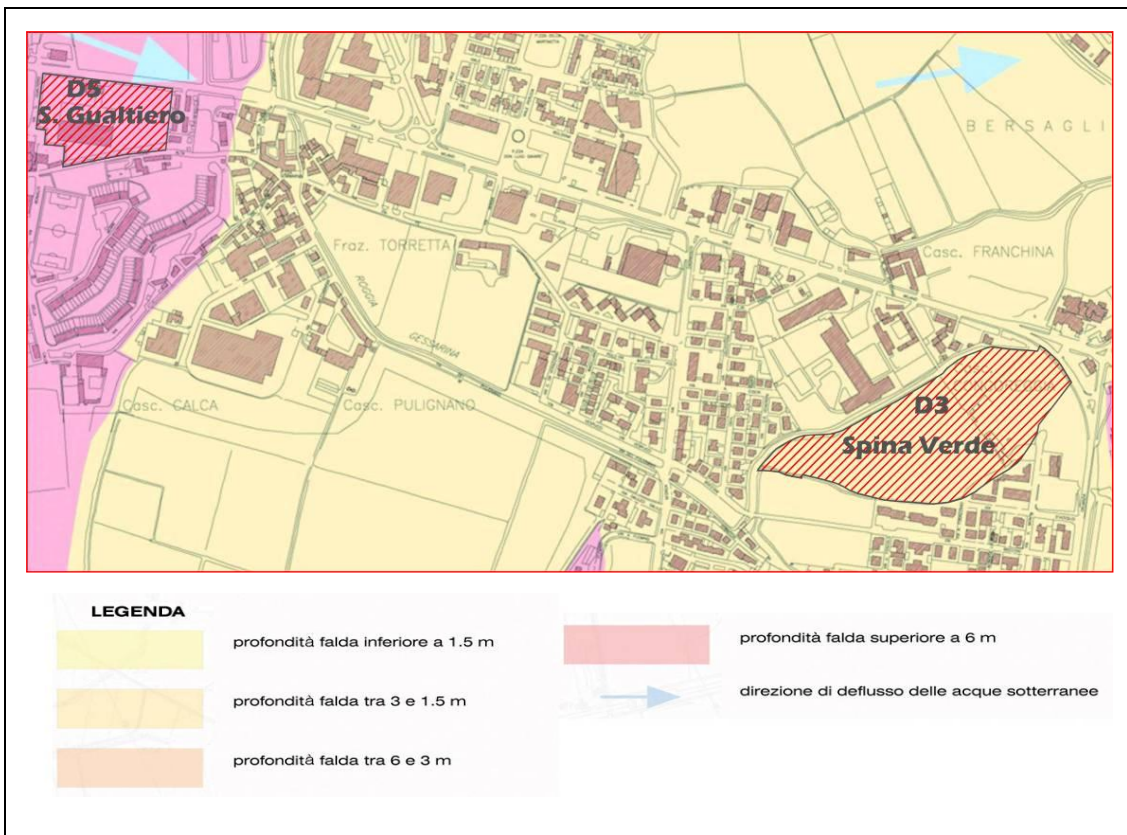 D5
S. Gualtiero
BERSAGLI
Fraz. TORRETTA
Casc. FRANCHINA
ROGGIA
GESSARINA
Casc. CALCA
Casc. PULIGNANO
D3
Spina Verde
LEGENDA
profondità falda inferiore a 1.5 m
profondità falda tra 3 e 1.5 m
profondità falda tra 6 e 3 m
profondità falda superiore a 6 m
direzione di deflusso delle acque sotterranee